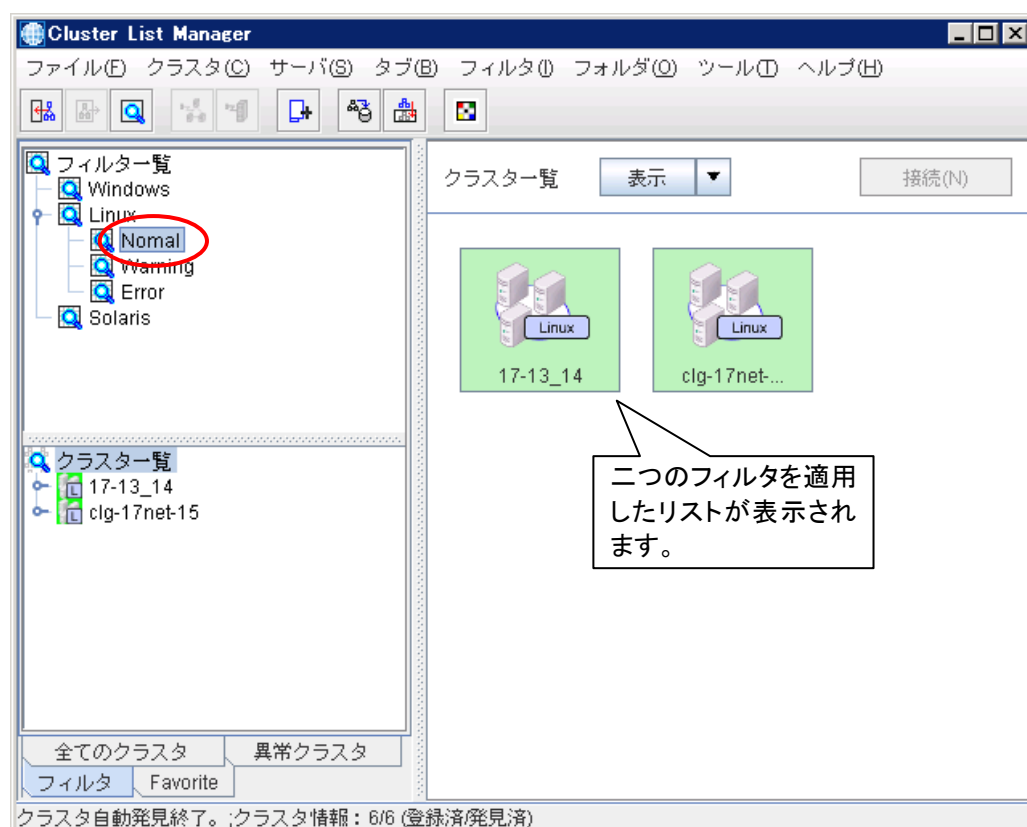 Cluster List Manager
ファイル(F) クラスタ(C) サーバ(S) タブ(B) フィルタ(I) フォルダ(O) ツール(T) ヘルプ(H)
フィルタ一覧
Windows
Linux
Nomal
Warning
Error
Solaris
クラスタ一覧
17-13_14
clg-17net-15
全てのクラスタ
異常クラスタ
フィルタ
Favorite
クラスタ一覧
表示
接続(N)
Linux
17-13_14
Linux
clg-17net-...
二つのフィルタを適用
したリストが表示され
ます。
クラスタ自動発見終了。;クラスタ情報：6/6 (登録済/発見済)